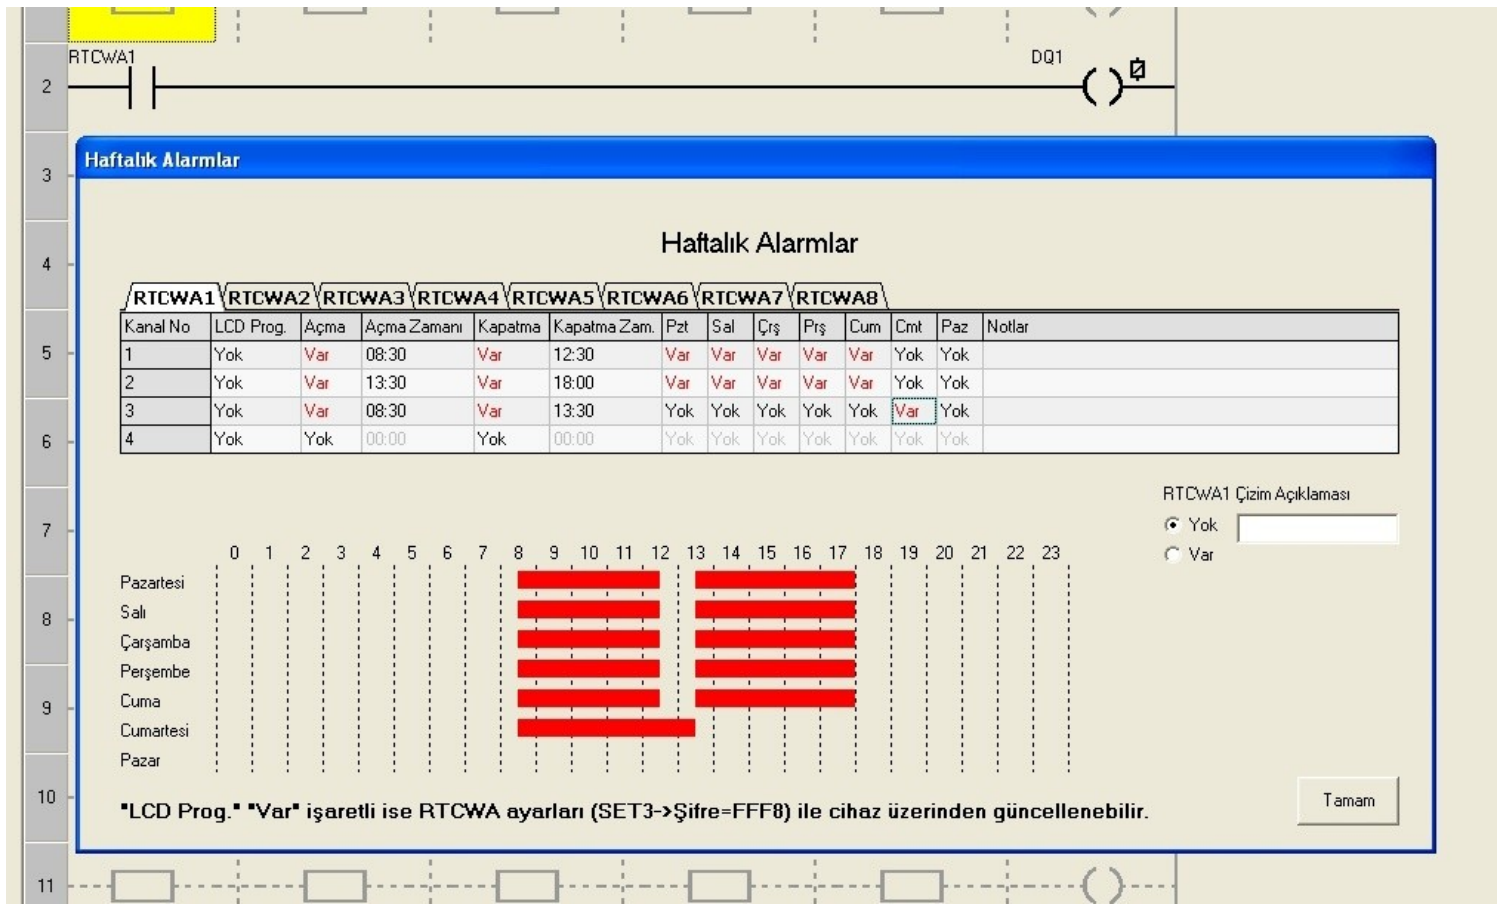 RTCWA1 DQ1
2
Haftalık Alarmlar
3
Haftalık Alarmlar
4
RTCWA1 RTCWA2 RTCWA3 RTCWA4 RTCWA5 RTCWA6 RTCWA7 RTCWA8
Kanal No LCD Prog. Açma Açma Zamanı Kapatma Kapatma Zam. Pzt Sal Çrş Prş Cum Cmt Paz Notlar
5
1 Yok Var 08:30 Var 12:30 Var Var Var Var Var Yok Yok
2 Yok Var 13:30 Var 18:00 Var Var Var Var Var Yok Yok
3 Yok Var 08:30 Var 13:30 Yok Yok Yok Yok Yok Var Yok
6
4 Yok Yok 00:00 Yok 00:00 Yok Yok Yok Yok Yok Yok Yok
RTCWA1 Çizim Açıklaması
7
Yok
Var
0 1 2 3 4 5 6 7 8 9 10 11 12 13 14 15 16 17 18 19 20 21 22 23
Pazartesi
Salı
8
Çarşamba
Perşembe
Cuma
9
Cumartesi
Pazar
10
"LCD Prog." "Var" işaretli ise RTCWA ayarları (SET3->Şifre=FFF8) ile cihaz üzerinden güncellenebilir.
Tamam
11